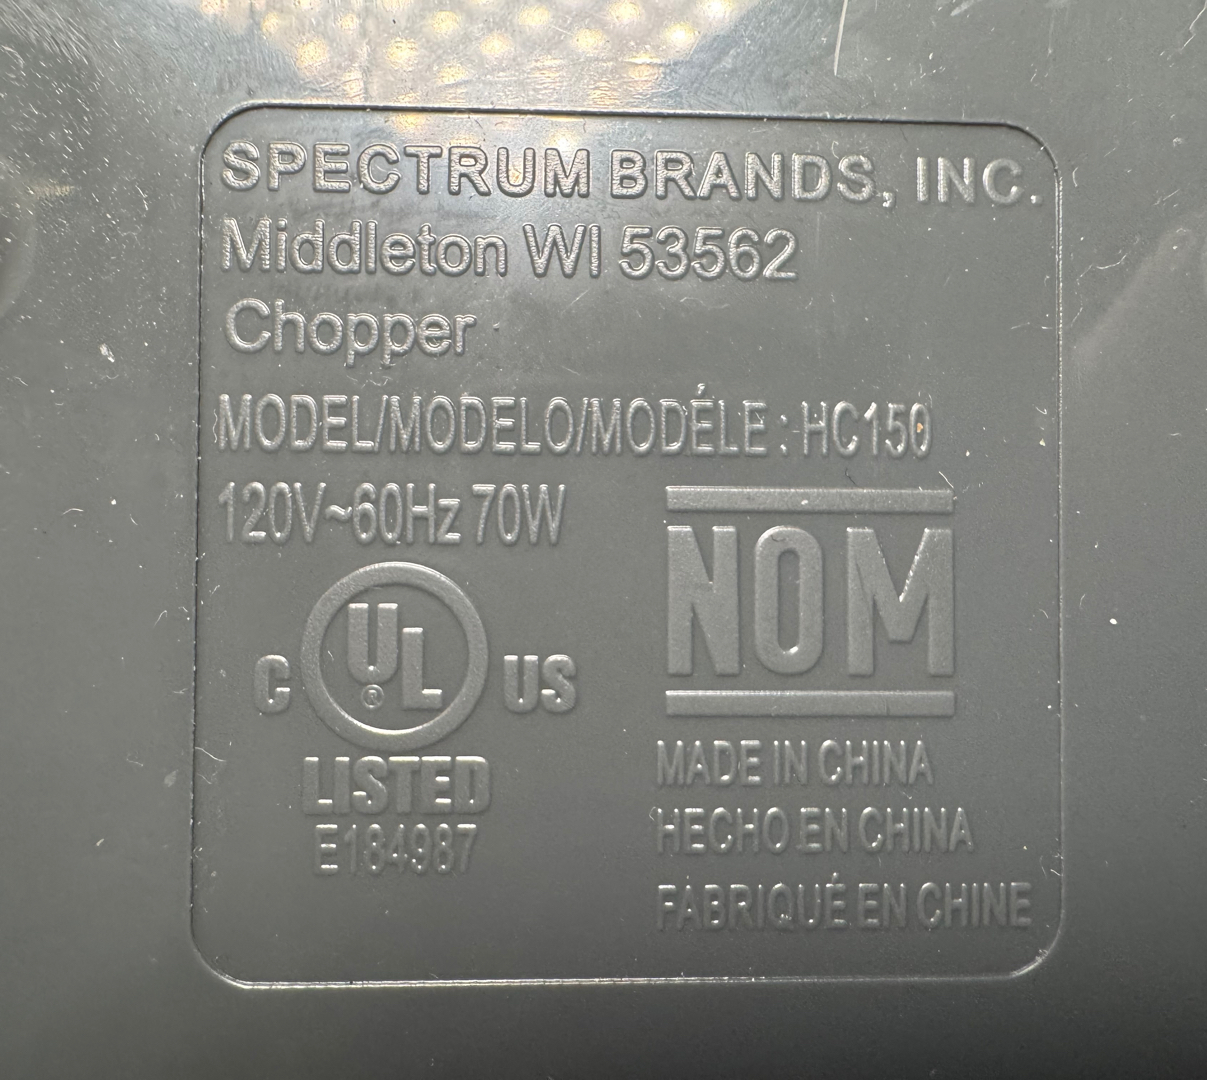 SPECTRUM BRANDS, INC.
Middleton WI 53562
Chopper
MODEL/MODELO/MODÉLE : HC150
120V~60Hz 70W
C UL® US
LISTED
E184987
NOM
MADE IN CHINA
HECHO EN CHINA
FABRIQUÉ EN CHINE